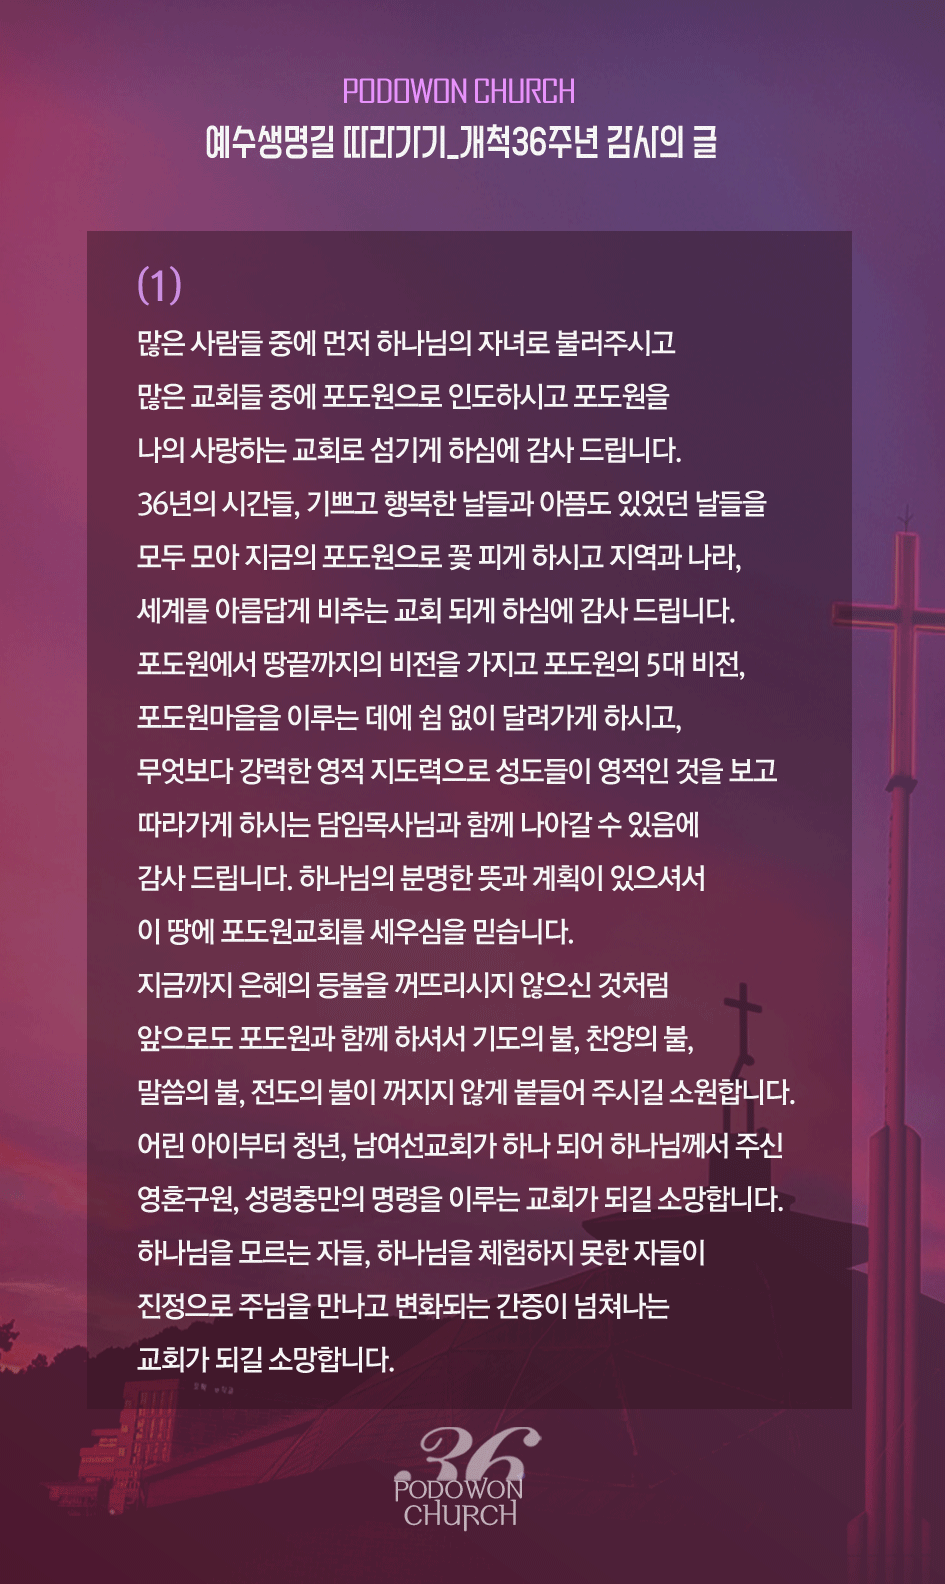 PODOWON CHURCH
예수생명길 따라가기_개척36주년 감사의 글
(1)
많은 사람들 중에 먼저 하나님의 자녀로 불러주시고
많은 교회들 중에 포도원으로 인도하시고 포도원을
나의 사랑하는 교회로 섬기게 하심에 감사 드립니다.
36년의 시간들, 기쁘고 행복한 날들과 아픔도 있었던 날들을
모두 모아 지금의 포도원으로 꽃 피게 하시고 지역과 나라,
세계를 아름답게 비추는 교회 되게 하심에 감사 드립니다.
포도원에서 땅끝까지의 비전을 가지고 포도원의 5대 비전,
포도원마을을 이루는 데에 쉼 없이 달려가게 하시고,
무엇보다 강력한 영적 지도력으로 성도들이 영적인 것을 보고
따라가게 하시는 담임목사님과 함께 나아갈 수 있음에
감사 드립니다. 하나님의 분명한 뜻과 계획이 있으셔서
이 땅에 포도원교회를 세우심을 믿습니다.
지금까지 은혜의 등불을 꺼뜨리시지 않으신 것처럼
앞으로도 포도원과 함께 하셔서 기도의 불, 찬양의 불,
말씀의 불, 전도의 불이 꺼지지 않게 붙들어 주시길 소원합니다.
어린 아이부터 청년, 남여선교회가 하나 되어 하나님께서 주신
영혼구원, 성령충만의 명령을 이루는 교회가 되길 소망합니다.
하나님을 모르는 자들, 하나님을 체험하지 못한 자들이
진정으로 주님을 만나고 변화되는 간증이 넘쳐나는
교회가 되길 소망합니다.
36
PODOWON
CHURCH